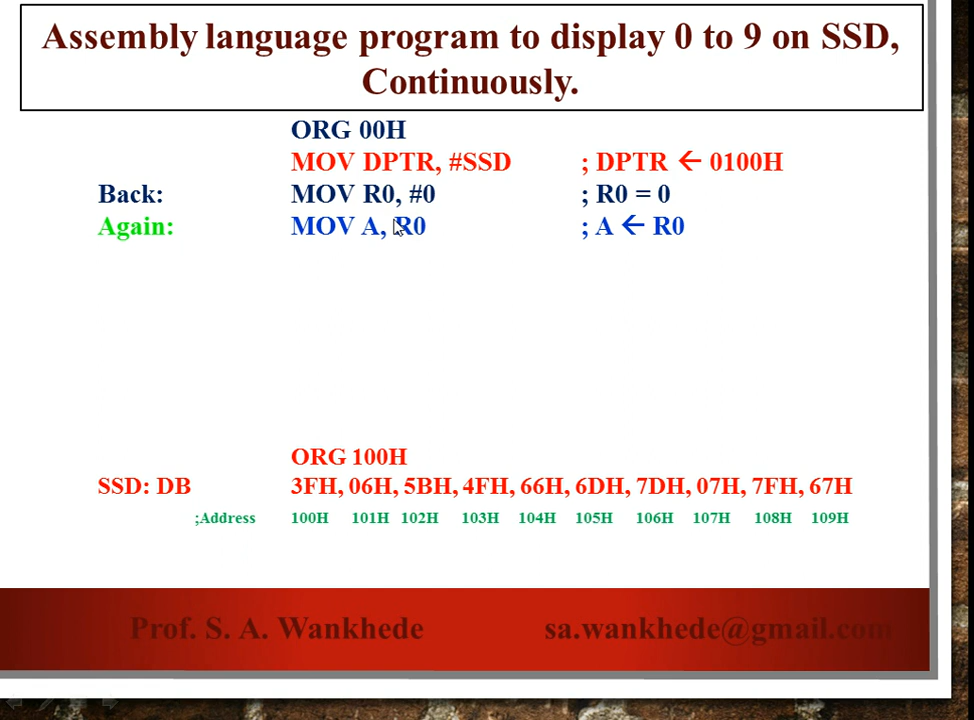 Assembly language program to display 0 to 9 on SSD,
Continuously.
ORG 00H
MOV DPTR, #SSD ; DPTR ← 0100H
Back: MOV R0, #0 ; R0 = 0
Again: MOV A, R0 ; A ← R0
ORG 100H
SSD: DB 3FH, 06H, 5BH, 4FH, 66H, 6DH, 7DH, 07H, 7FH, 67H
;Address 100H 101H 102H 103H 104H 105H 106H 107H 108H 109H
Prof. S. A. Wankhede sa.wankhede@gmail.com